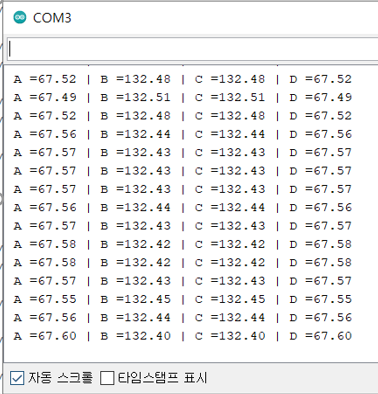 COM3
A =67.52 | B =132.48 | C =132.48 | D =67.52
A =67.49 | B =132.51 | C =132.51 | D =67.49
A =67.52 | B =132.48 | C =132.48 | D =67.52
A =67.56 | B =132.44 | C =132.44 | D =67.56
A =67.57 | B =132.43 | C =132.43 | D =67.57
A =67.57 | B =132.43 | C =132.43 | D =67.57
A =67.57 | B =132.43 | C =132.43 | D =67.57
A =67.56 | B =132.44 | C =132.44 | D =67.56
A =67.57 | B =132.43 | C =132.43 | D =67.57
A =67.58 | B =132.42 | C =132.42 | D =67.58
A =67.58 | B =132.42 | C =132.42 | D =67.58
A =67.57 | B =132.43 | C =132.43 | D =67.57
A =67.55 | B =132.45 | C =132.45 | D =67.55
A =67.56 | B =132.44 | C =132.44 | D =67.56
A =67.60 | B =132.40 | C =132.40 | D =67.60
자동 스크롤 타임스탬프 표시